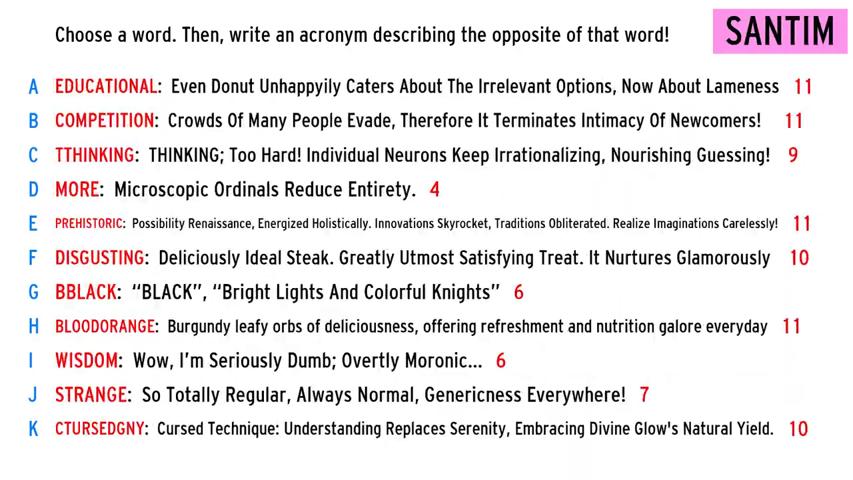 Choose a word. Then, write an acronym describing the opposite of that word!
SANTIM
A EDUCATIONAL: Even Donut Unhappyily Caters About The Irrelevant Options, Now About Lameness 11
B COMPETITION: Crowds Of Many People Evade, Therefore It Terminates Intimacy Of Newcomers! 11
C TTHINKING: THINKING; Too Hard! Individual Neurons Keep Irrationalizing, Nourishing Guessing! 9
D MORE: Microscopic Ordinals Reduce Entirety. 4
E PREHISTORIC: Possibility Renaissance, Energized Holistically. Innovations Skyrocket, Traditions Obliterated. Realize Imaginations Carelessly! 11
F DISGUSTING: Deliciously Ideal Steak. Greatly Utmost Satisfying Treat. It Nurtures Glamorously 10
G BBLACK: “BLACK”, “Bright Lights And Colorful Knights” 6
H BLOODORANGE: Burgundy leafy orbs of deliciousness, offering refreshment and nutrition galore everyday 11
I WISDOM: Wow, I'm Seriously Dumb; Overtly Moronic... 6
J STRANGE: So Totally Regular, Always Normal, Genericness Everywhere! 7
K CTURSEDGNY: Cursed Technique: Understanding Replaces Serenity, Embracing Divine Glow's Natural Yield. 10